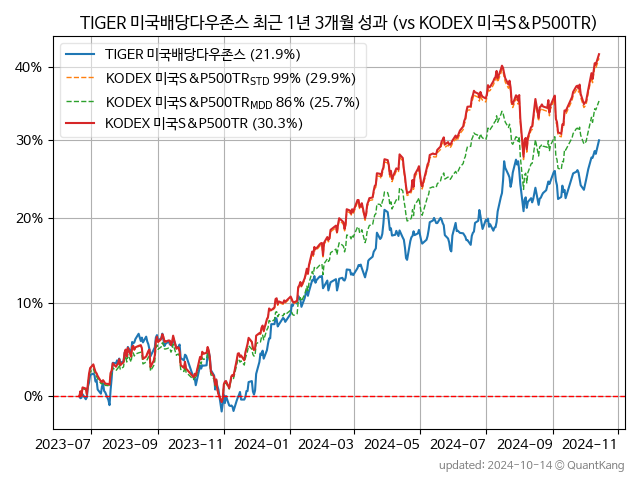 TIGER 미국배당다우존스 최근 1년 3개월 성과 (vs KODEX 미국S&P500TR)
TIGER 미국배당다우존스 (21.9%)
KODEX 미국S&P500TR_STD 99% (29.9%)
KODEX 미국S&P500TR_MDD 86% (25.7%)
KODEX 미국S&P500TR (30.3%)
40%
30%
20%
10%
0%
2023-07 2023-09 2023-11 2024-01 2024-03 2024-05 2024-07 2024-09 2024-11
updated: 2024-10-14 © QuantKang